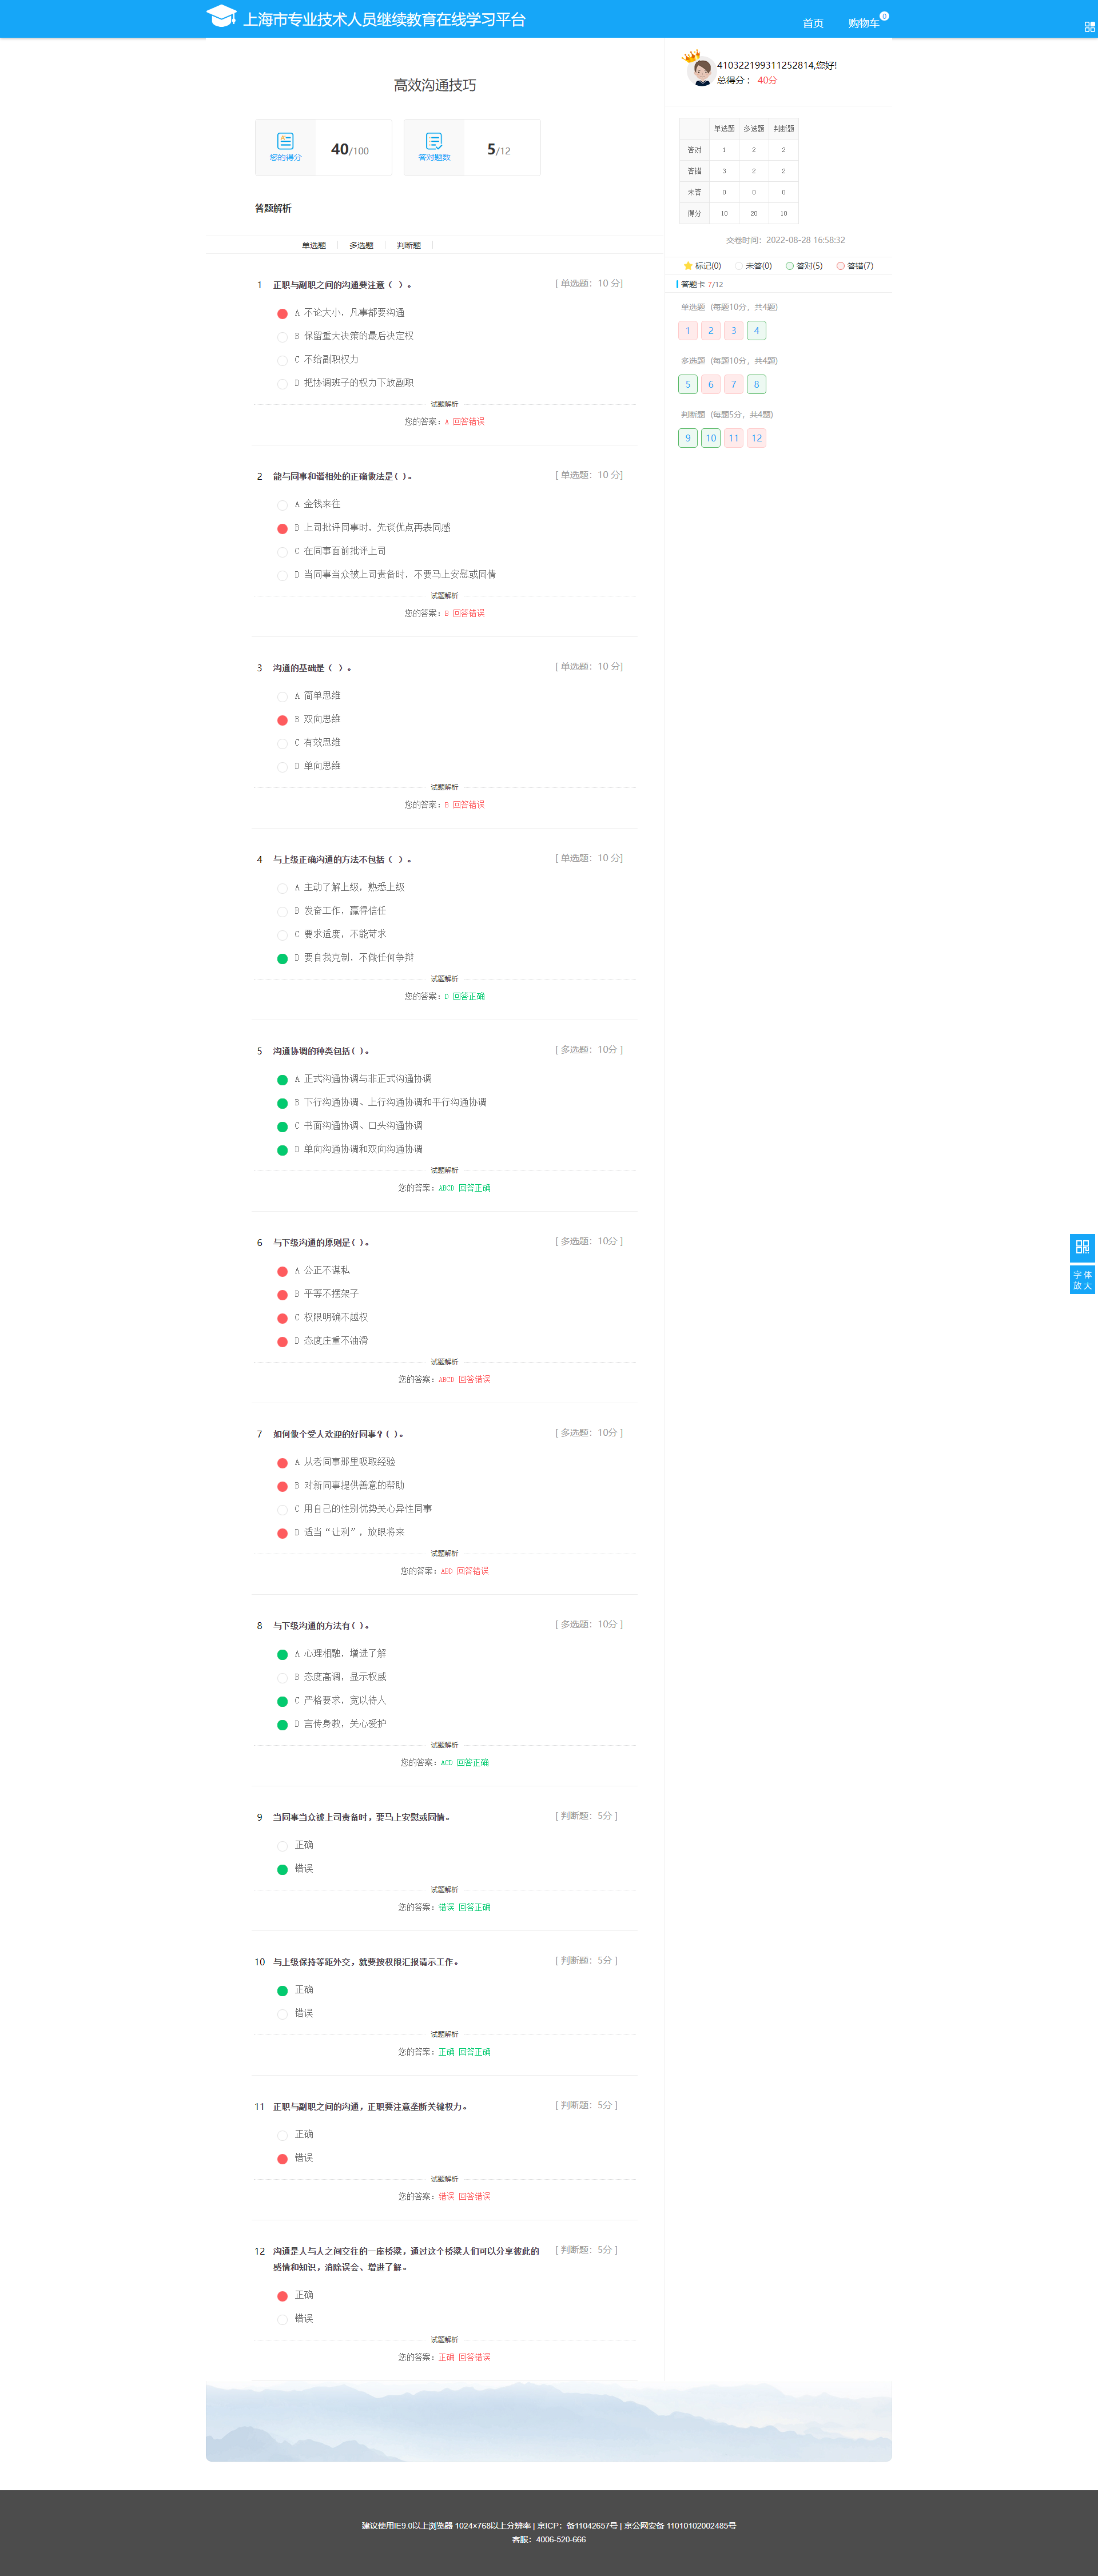 上海市专业技术人员继续教育在线学习平台
首页
购物车
0
高效沟通技巧
您的得分
40/100
答对题数
5/12
答题解析
单选题
多选题
判断题
1 正职与副职之间的沟通要注意（ ）。 [ 单选题：10 分]
A 不论大小，凡事都要沟通
B 保留重大决策的最后决定权
C 不给副职权力
D 把协调班子的权力下放副职
试题解析
您的答案：A 回答错误
2 能与同事和谐相处的正确做法是( )。 [ 单选题：10 分]
A 金钱来往
B 上司批评同事时，先谈优点再表同感
C 在同事面前批评上司
D 当同事当众被上司责备时，不要马上安慰或同情
试题解析
您的答案：B 回答错误
3 沟通的基础是（ ）。 [ 单选题：10 分]
A 简单思维
B 双向思维
C 有效思维
D 单向思维
试题解析
您的答案：B 回答错误
4 与上级正确沟通的方法不包括（ ）。 [ 单选题：10 分]
A 主动了解上级，熟悉上级
B 发奋工作，赢得信任
C 要求适度，不能苛求
D 要自我克制，不做任何争辩
试题解析
您的答案：D 回答正确
5 沟通协调的种类包括( )。 [ 多选题：10分 ]
A 正式沟通协调与非正式沟通协调
B 下行沟通协调、上行沟通协调和平行沟通协调
C 书面沟通协调、口头沟通协调
D 单向沟通协调和双向沟通协调
试题解析
您的答案：ABCD 回答正确
6 与下级沟通的原则是( )。 [ 多选题：10分 ]
A 公正不谋私
B 平等不摆架子
C 权限明确不越权
D 态度庄重不油滑
试题解析
您的答案：ABCD 回答错误
7 如何做个受人欢迎的好同事？( )。 [ 多选题：10分 ]
A 从老同事那里吸取经验
B 对新同事提供善意的帮助
C 用自己的性别优势关心异性同事
D 适当“让利”，放眼将来
试题解析
您的答案：ABD 回答错误
8 与下级沟通的方法有( )。 [ 多选题：10分 ]
A 心理相融，增进了解
B 态度高调，显示权威
C 严格要求，宽以待人
D 言传身教，关心爱护
试题解析
您的答案：ACD 回答正确
9 当同事当众被上司责备时，要马上安慰或同情。 [ 判断题：5分 ]
正确
错误
试题解析
您的答案：错误 回答正确
10 与上级保持等距外交，就要按权限汇报请示工作。 [ 判断题：5分 ]
正确
错误
试题解析
您的答案：正确 回答正确
11 正职与副职之间的沟通，正职要注意垄断关键权力。 [ 判断题：5分 ]
正确
错误
试题解析
您的答案：错误 回答错误
12 沟通是人与人之间交往的一座桥梁，通过这个桥梁人们可以分享彼此的 [ 判断题：5分 ]
感情和知识，消除误会、增进了解。
正确
错误
试题解析
您的答案：正确 回答错误
410322199311252814,您好!
总得分： 40分
单选题 多选题 判断题
答对 1 2 2
答错 3 2 2
未答 0 0 0
得分 10 20 10
交卷时间：2022-08-28 16:58:32
标记(0) 未答(0) 答对(5) 答错(7)
答题卡 7/12
单选题（每题10分，共4题）
1 2 3 4
多选题（每题10分，共4题）
5 6 7 8
判断题（每题5分，共4题）
9 10 11 12
字体
放大
建议使用IE9.0以上浏览器 1024×768以上分辨率 | 京ICP：备11042657号 | 京公网安备 11010102002485号
客服：4006-520-666